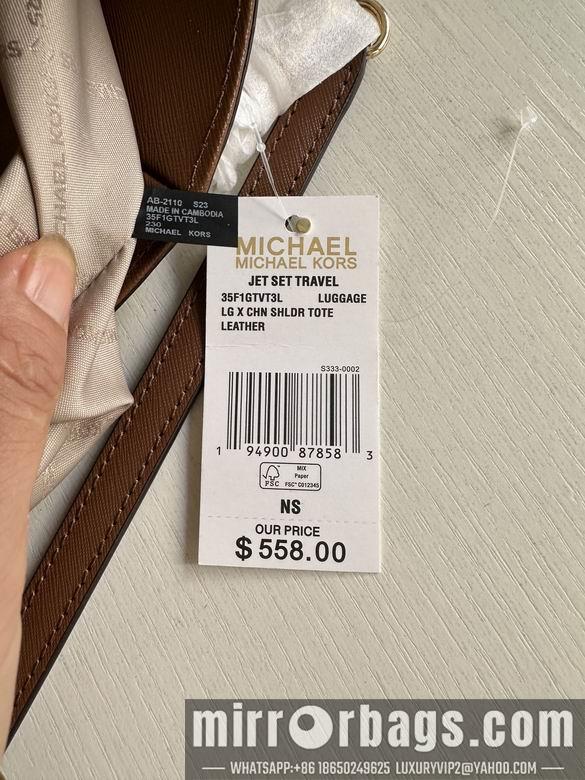 AB-2110 S23
MADE IN CAMBODIA
35F1GTVT3L
230
MICHAEL KORS
MICHAEL
MICHAEL KORS
JET SET TRAVEL
35F1GTVT3L LUGGAGE
LG X CHN SHLDR TOTE
LEATHER
S333-0002
1 94900 87858 3
FSC
MIX
Paper
FSC® C012345
NS
OUR PRICE
$558.00
mirrorbags.com
WHATSAPP:+86 18650249625 LUXURYVIP2@YAHOO.COM